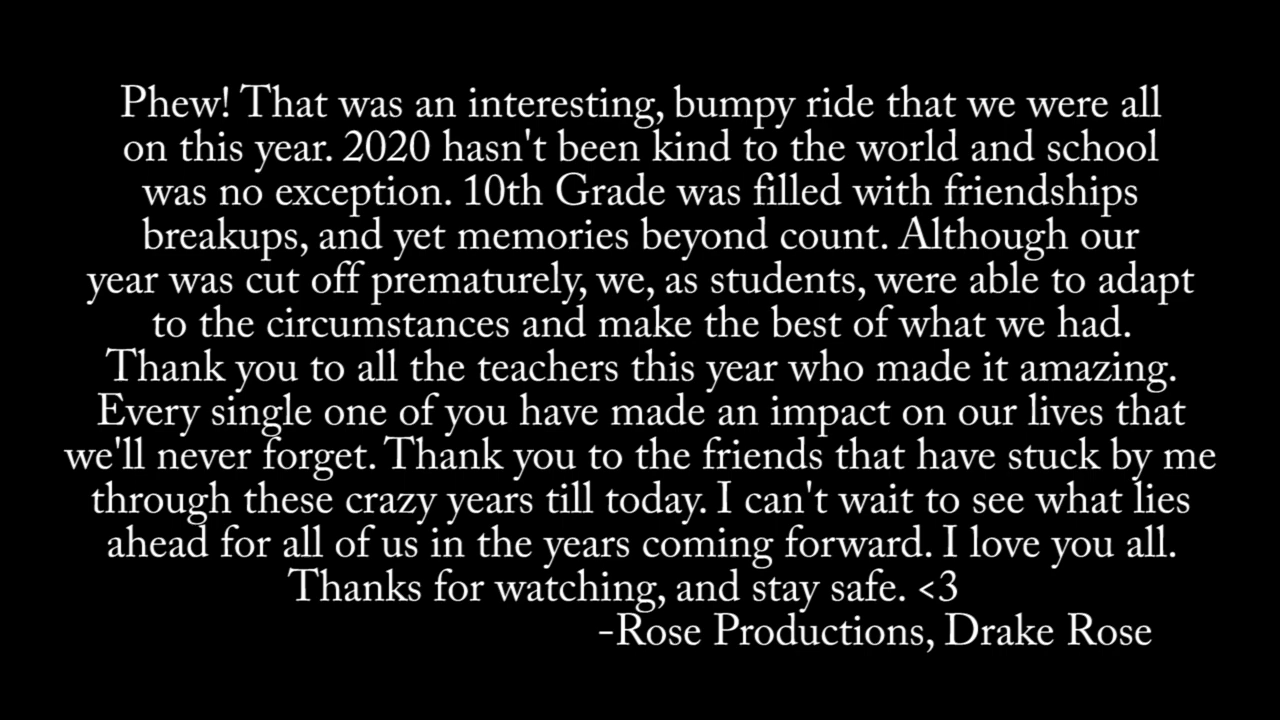 Phew! That was an interesting, bumpy ride that we were all
on this year. 2020 hasn't been kind to the world and school
was no exception. 10th Grade was filled with friendships
breakups, and yet memories beyond count. Although our
year was cut off prematurely, we, as students, were able to adapt
to the circumstances and make the best of what we had.
Thank you to all the teachers this year who made it amazing.
Every single one of you have made an impact on our lives that
we'll never forget. Thank you to the friends that have stuck by me
through these crazy years till today. I can't wait to see what lies
ahead for all of us in the years coming forward. I love you all.
Thanks for watching, and stay safe. <3
-Rose Productions, Drake Rose